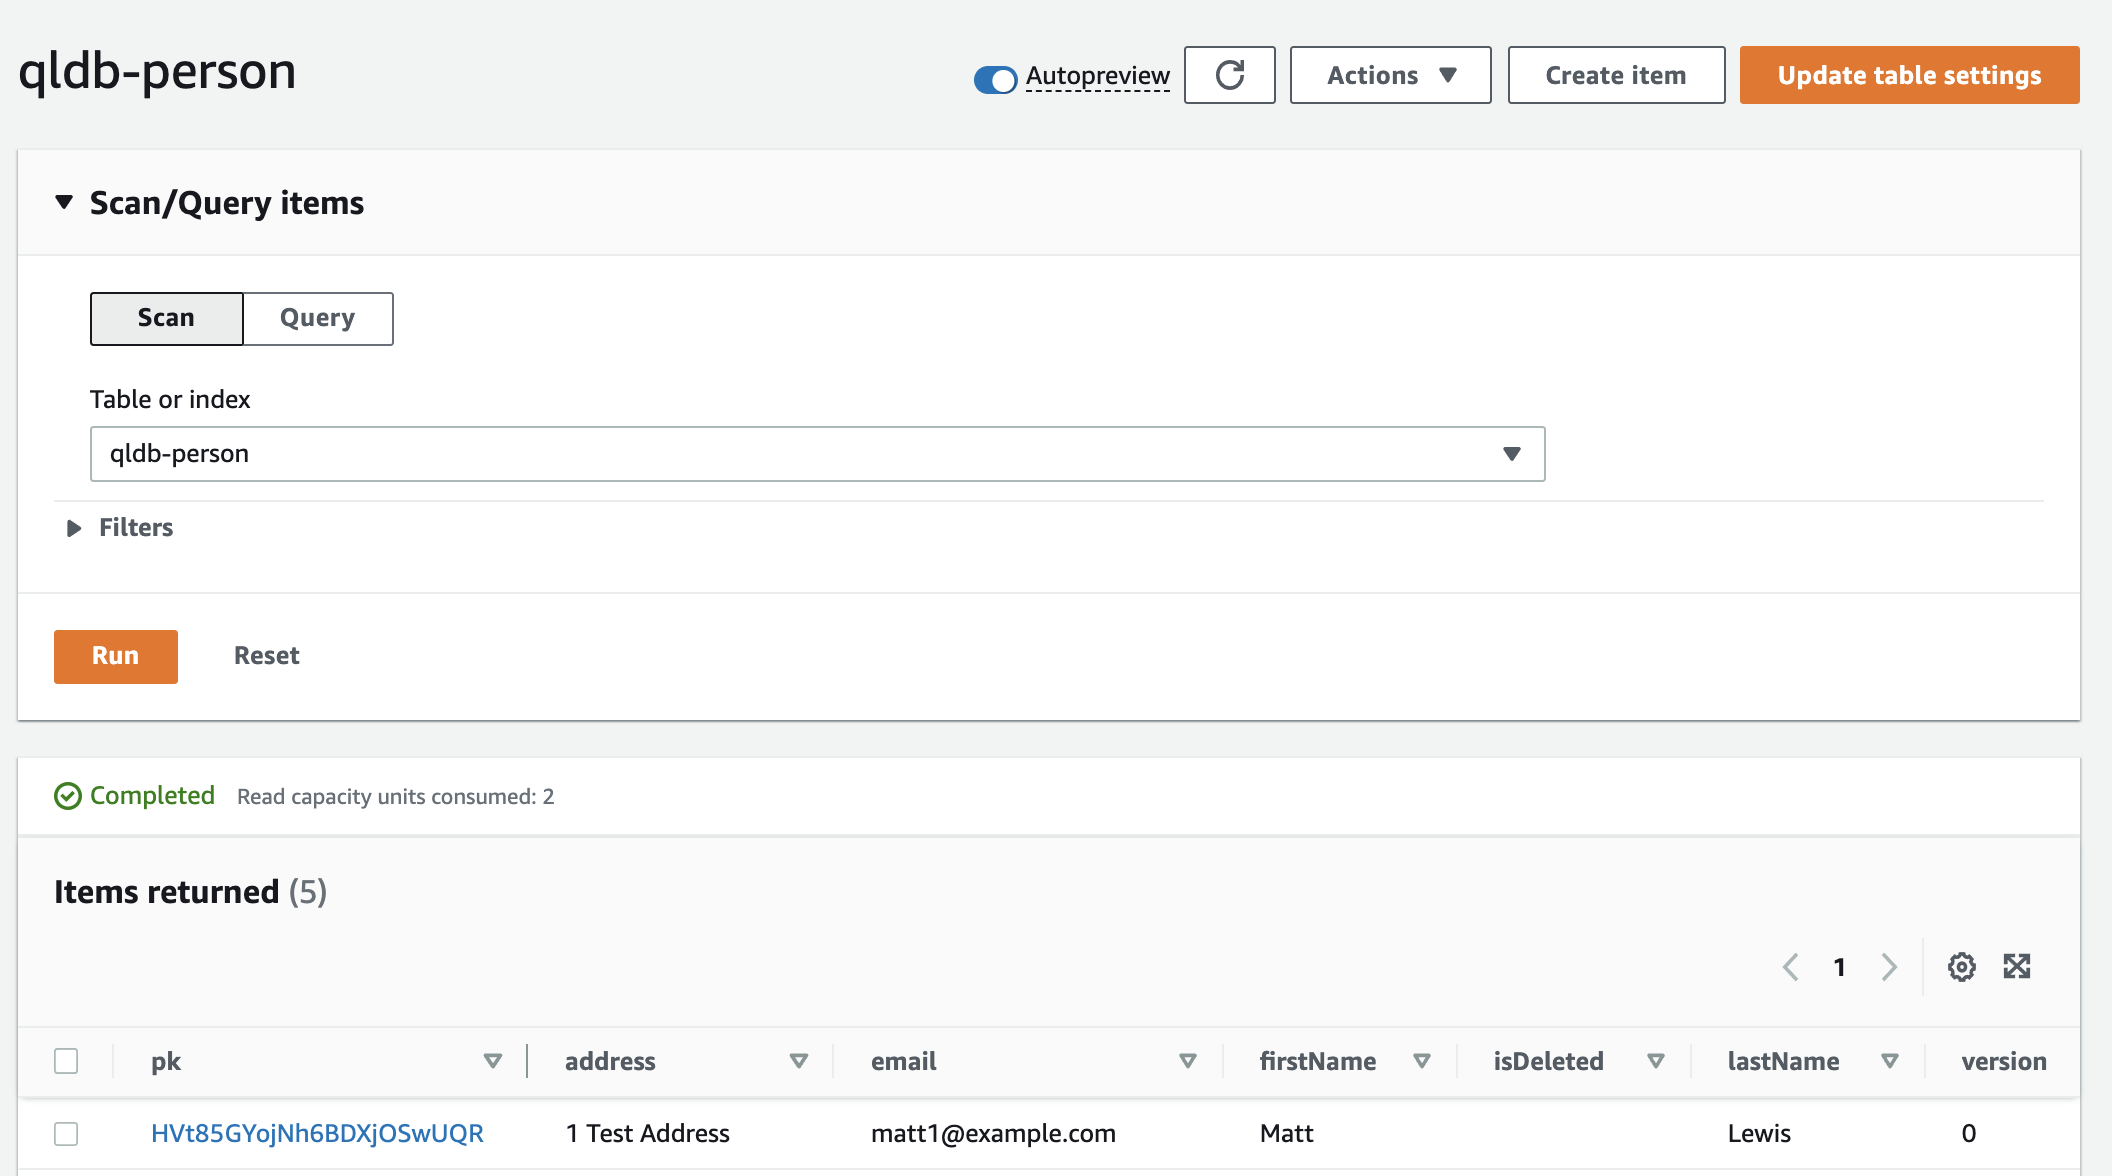 qldb-person
Autopreview Actions Create item Update table settings
Scan/Query items
Scan Query
Table or index
qldb-person
Filters
Run Reset
Completed Read capacity units consumed: 2
Items returned (5)
1
pk address email firstName isDeleted lastName version
HVt85GYojNh6BDXjOSwUQR 1 Test Address matt1@example.com Matt Lewis 0